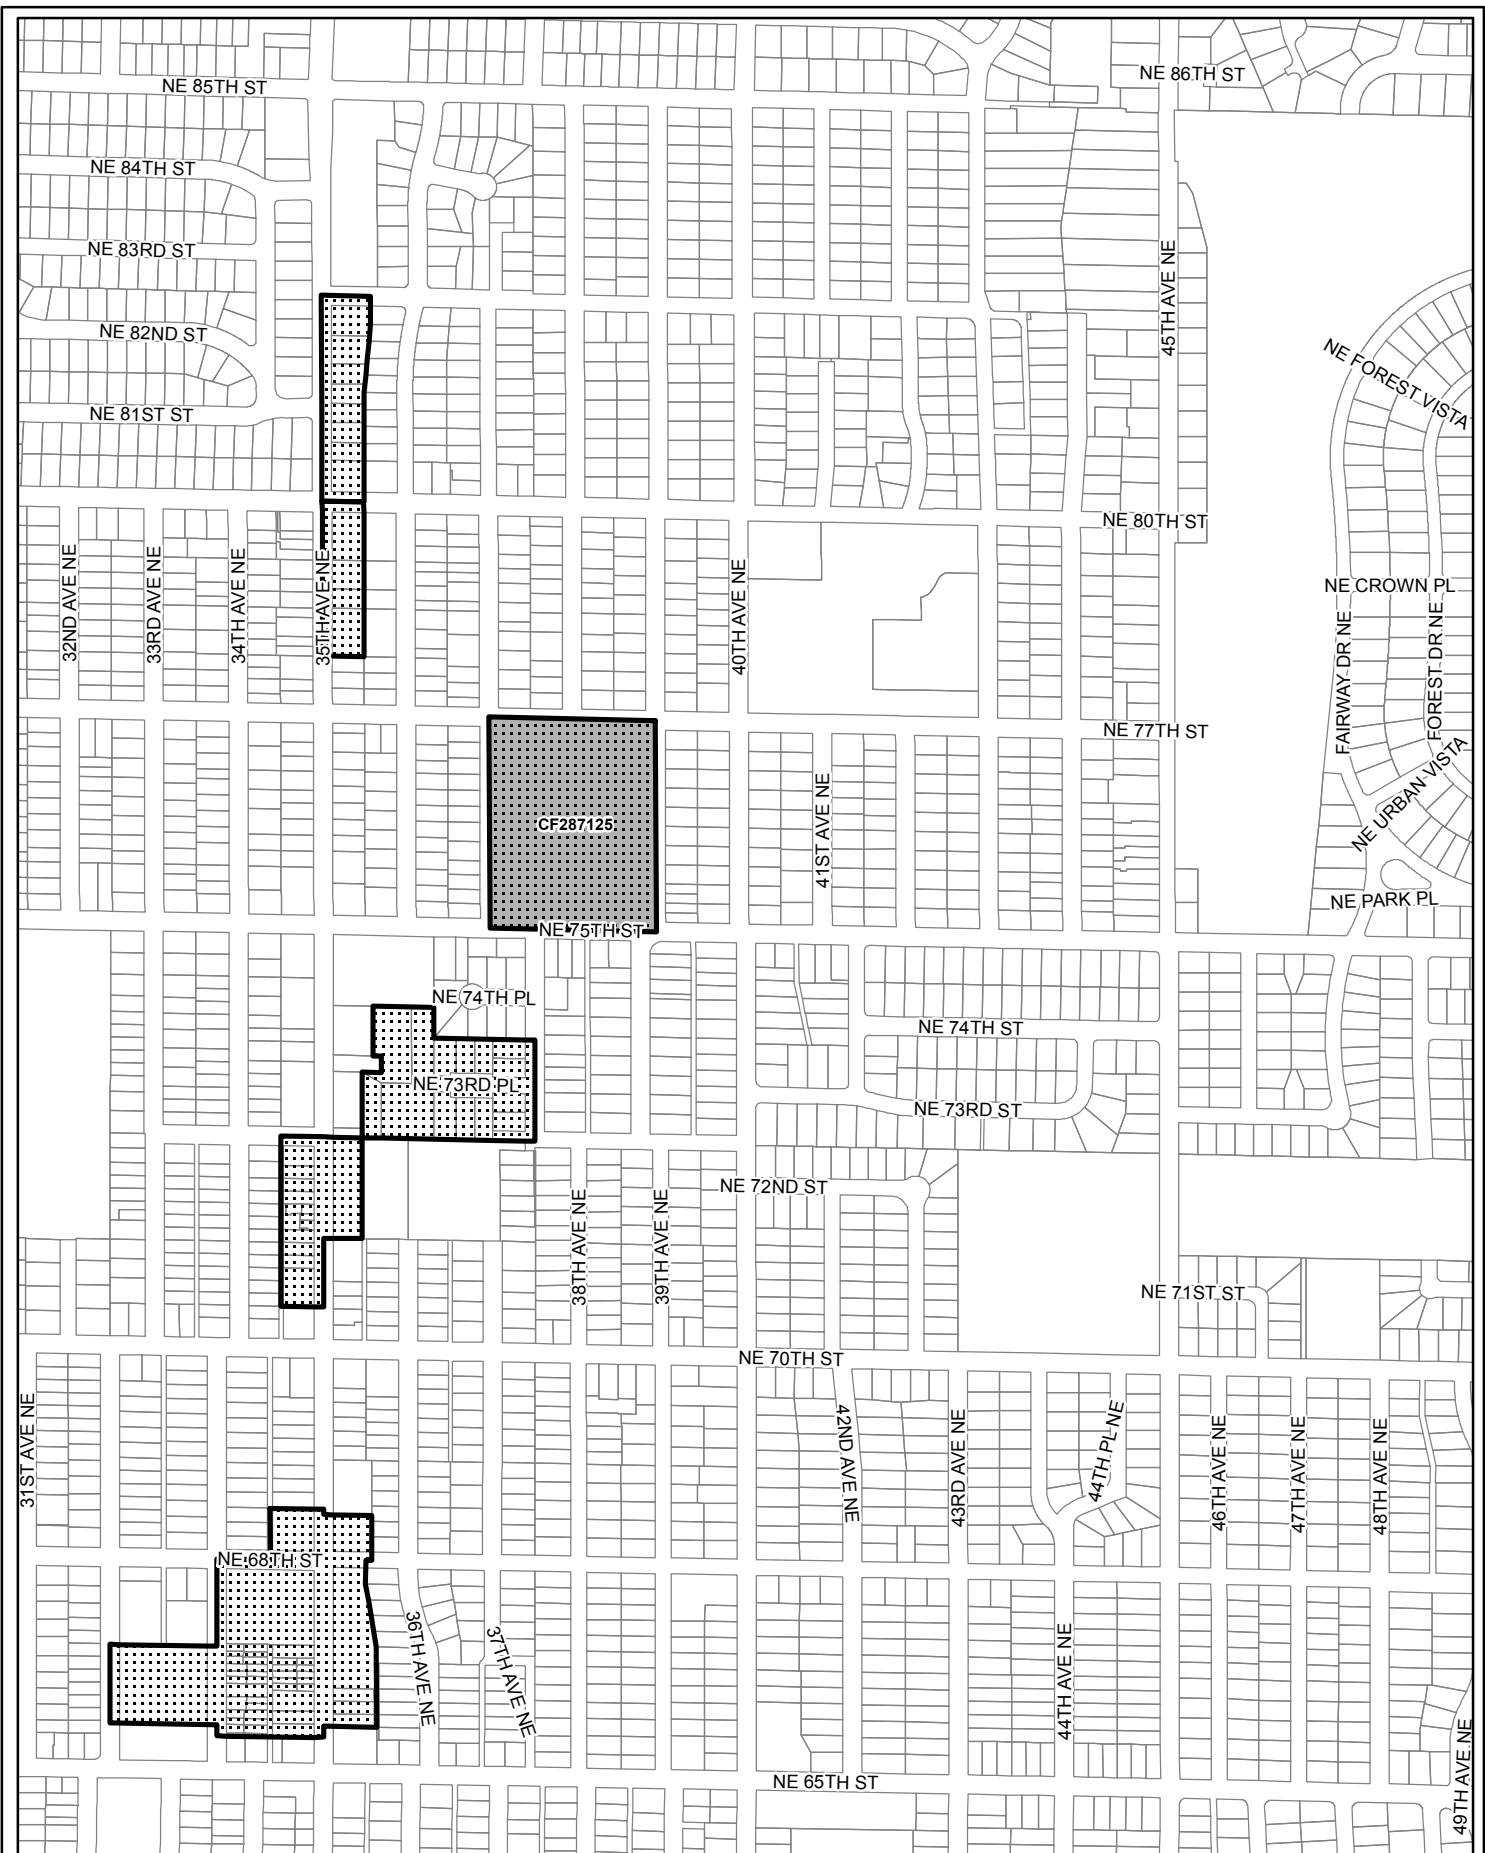 NE 86TH ST
NE 85TH ST
NE 84TH ST
NE 83RD ST
45TH AVE NE
NE 82ND ST
NE FOREST VISTA
NE 81ST ST
NE 80TH ST
32ND AVE NE
33RD AVE NE
34TH AVE NE
35TH AVE NE
40TH AVE NE
NE CROWN PL
FAIRWAY DR NE
FOREST DR NE
NE 77TH ST
NE URBAN VISTA
CF287125
41ST AVE NE
NE PARK PL
NE 75TH ST
NE 74TH PL
NE 74TH ST
NE 73RD PL
NE 73RD ST
NE 72ND ST
38TH AVE NE
39TH AVE NE
NE 71ST ST
NE 70TH ST
31ST AVE NE
42ND AVE NE
43RD AVE NE
44TH PL NE
46TH AVE NE
47TH AVE NE
48TH AVE NE
NE 68TH ST
36TH AVE NE
37TH AVE NE
44TH AVE NE
49TH AVE NE
NE 65TH ST